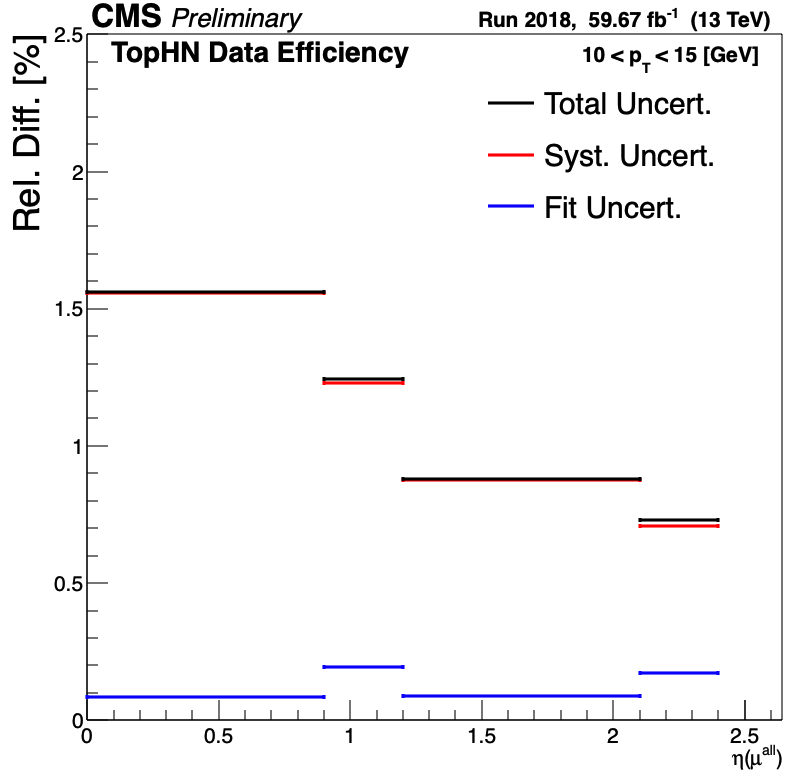 CMS Preliminary
Run 2018, 59.67 fb⁻¹ (13 TeV)
TopHN Data Efficiency
10 < p_T < 15 [GeV]
Total Uncert.
Syst. Uncert.
Fit Uncert.
Rel. Diff. [%]
2.5
2
1.5
1
0.5
0
0 0.5 1 1.5 2 2.5
η(μ^all)